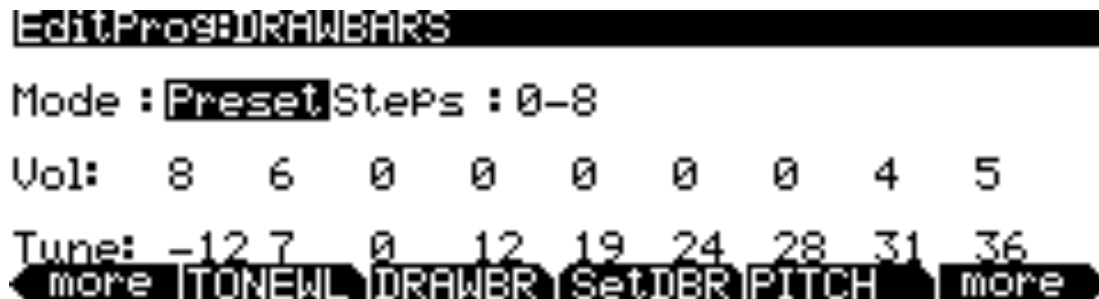 EditProg:DRAWBARS
Mode :Preset Steps :0-8
Vol: 8 6 0 0 0 0 0 4 5
Tune: -12 7 0 12 19 24 28 31 36
more TONEWL DRAWBR SetDBR PITCH more